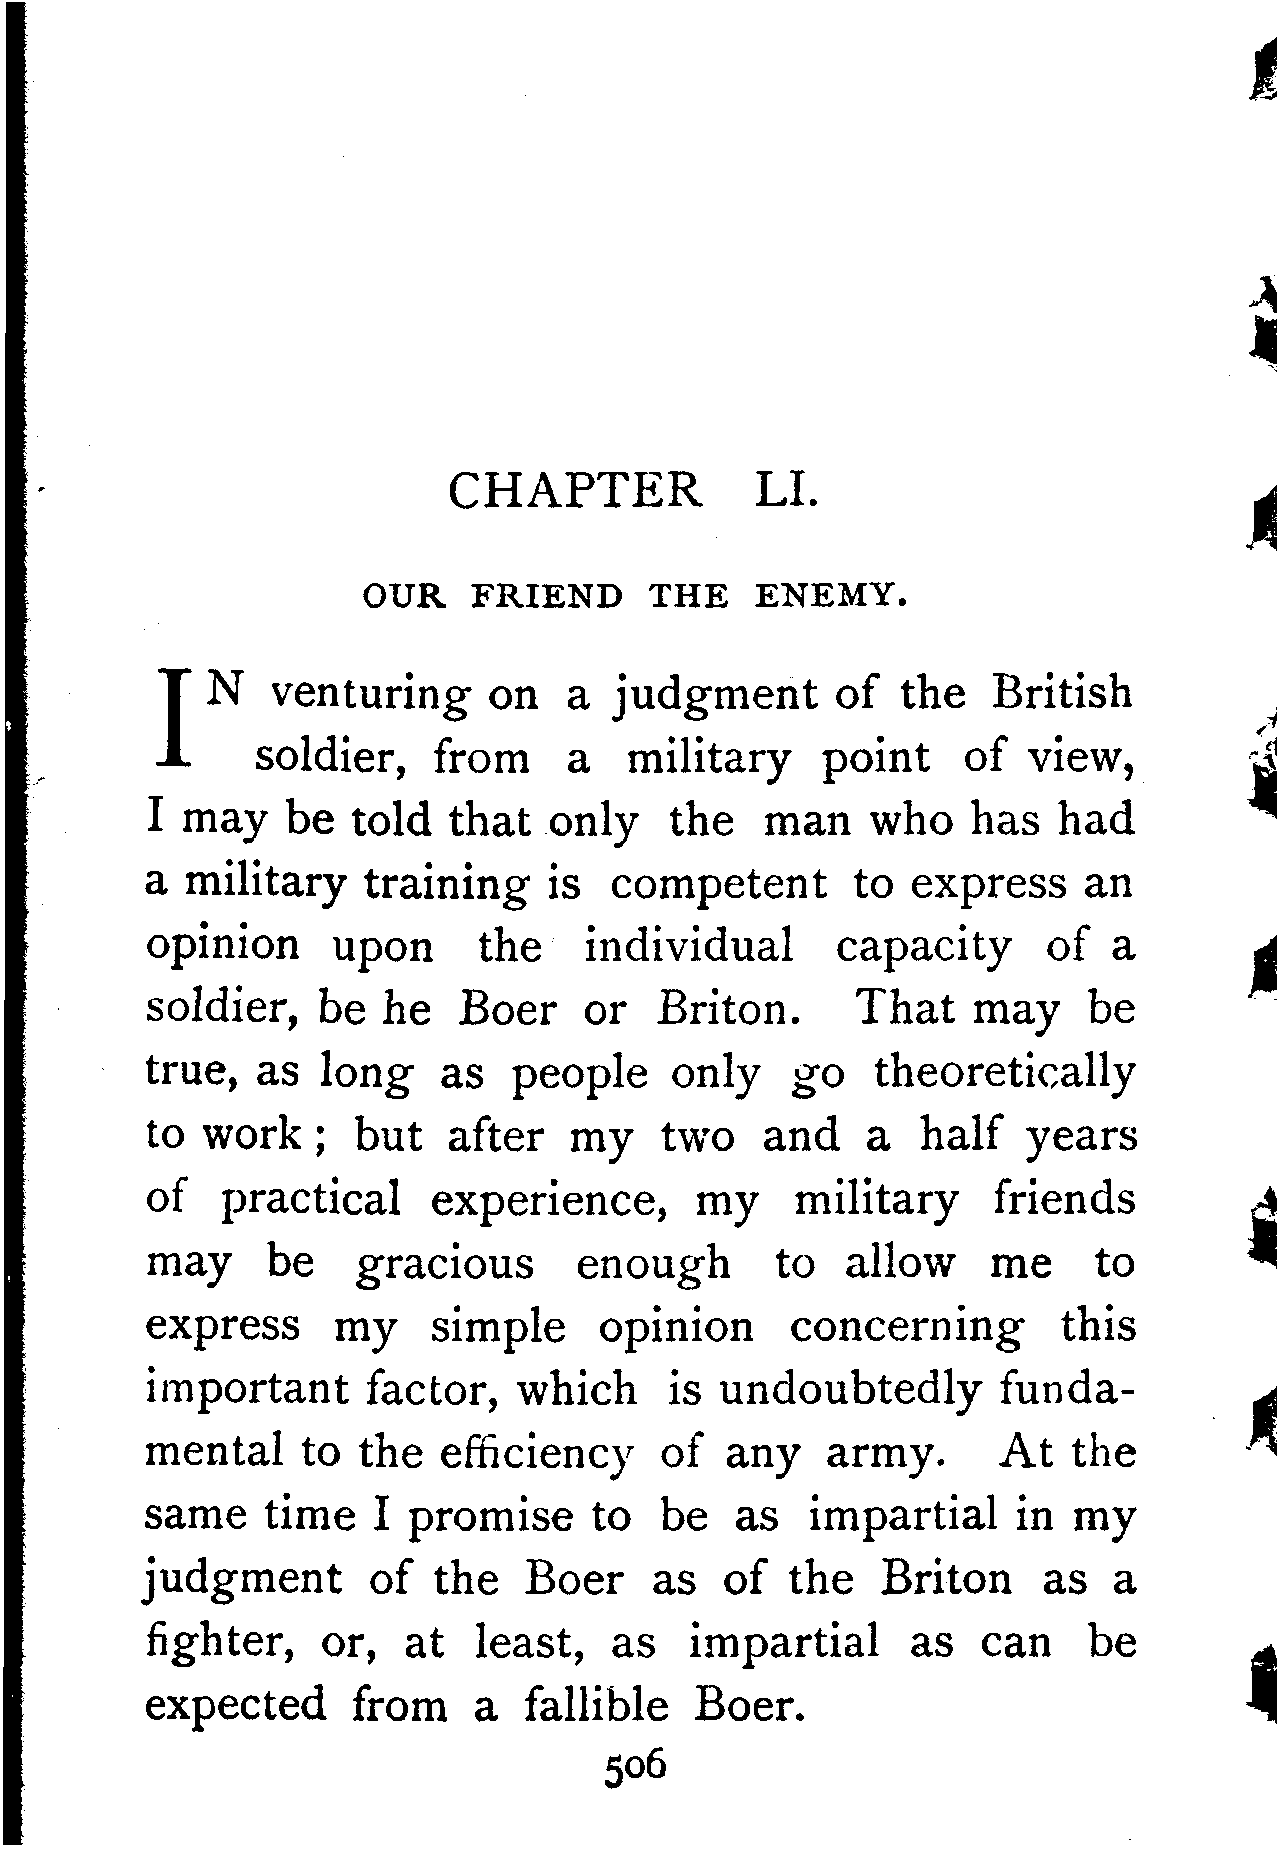 CHAPTER LI.
OUR FRIEND THE ENEMY.
IN venturing on a judgment of the British
soldier, from a military point of view,
I may be told that only the man who has had
a military training is competent to express an
opinion upon the individual capacity of a
soldier, be he Boer or Briton. That may be
true, as long as people only go theoretically
to work; but after my two and a half years
of practical experience, my military friends
may be gracious enough to allow me to
express my simple opinion concerning this
important factor, which is undoubtedly funda-
mental to the efficiency of any army. At the
same time I promise to be as impartial in my
judgment of the Boer as of the Briton as a
fighter, or, at least, as impartial as can be
expected from a fallible Boer.
506